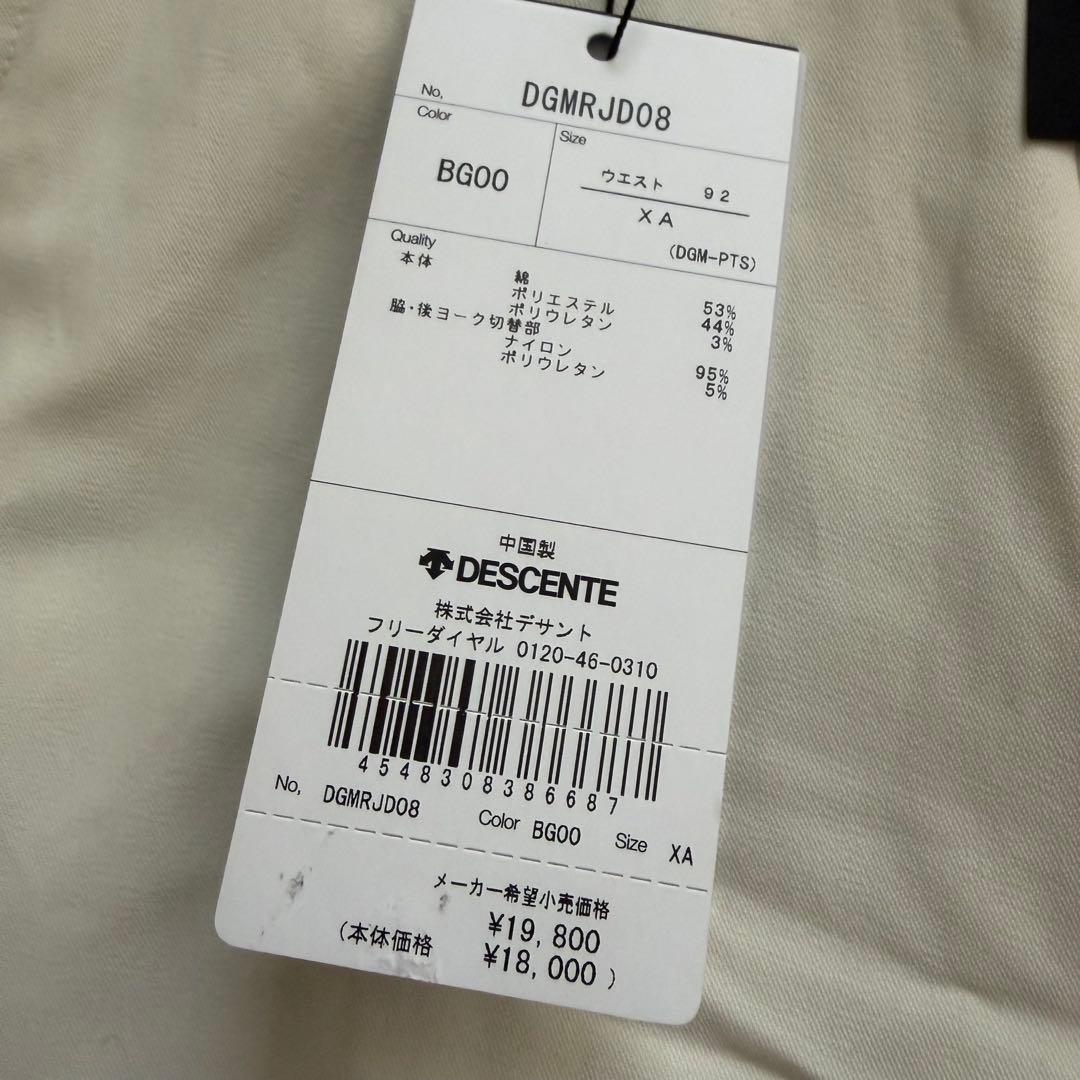 No, DGMRJD08
Color BG00
Size
ウエスト 92
XA
(DGM-PTS)
Quality
本体
綿 53%
ポリエステル 44%
ポリウレタン 3%
脇・後ヨーク切替部
ナイロン 95%
ポリウレタン 5%
中国製
DESCENTE
株式会社デサント
フリーダイヤル 0120-46-0310
4548308386687
No, DGMRJD08 Color BG00 Size XA
メーカー希望小売価格
¥19,800
(本体価格 ¥18,000)